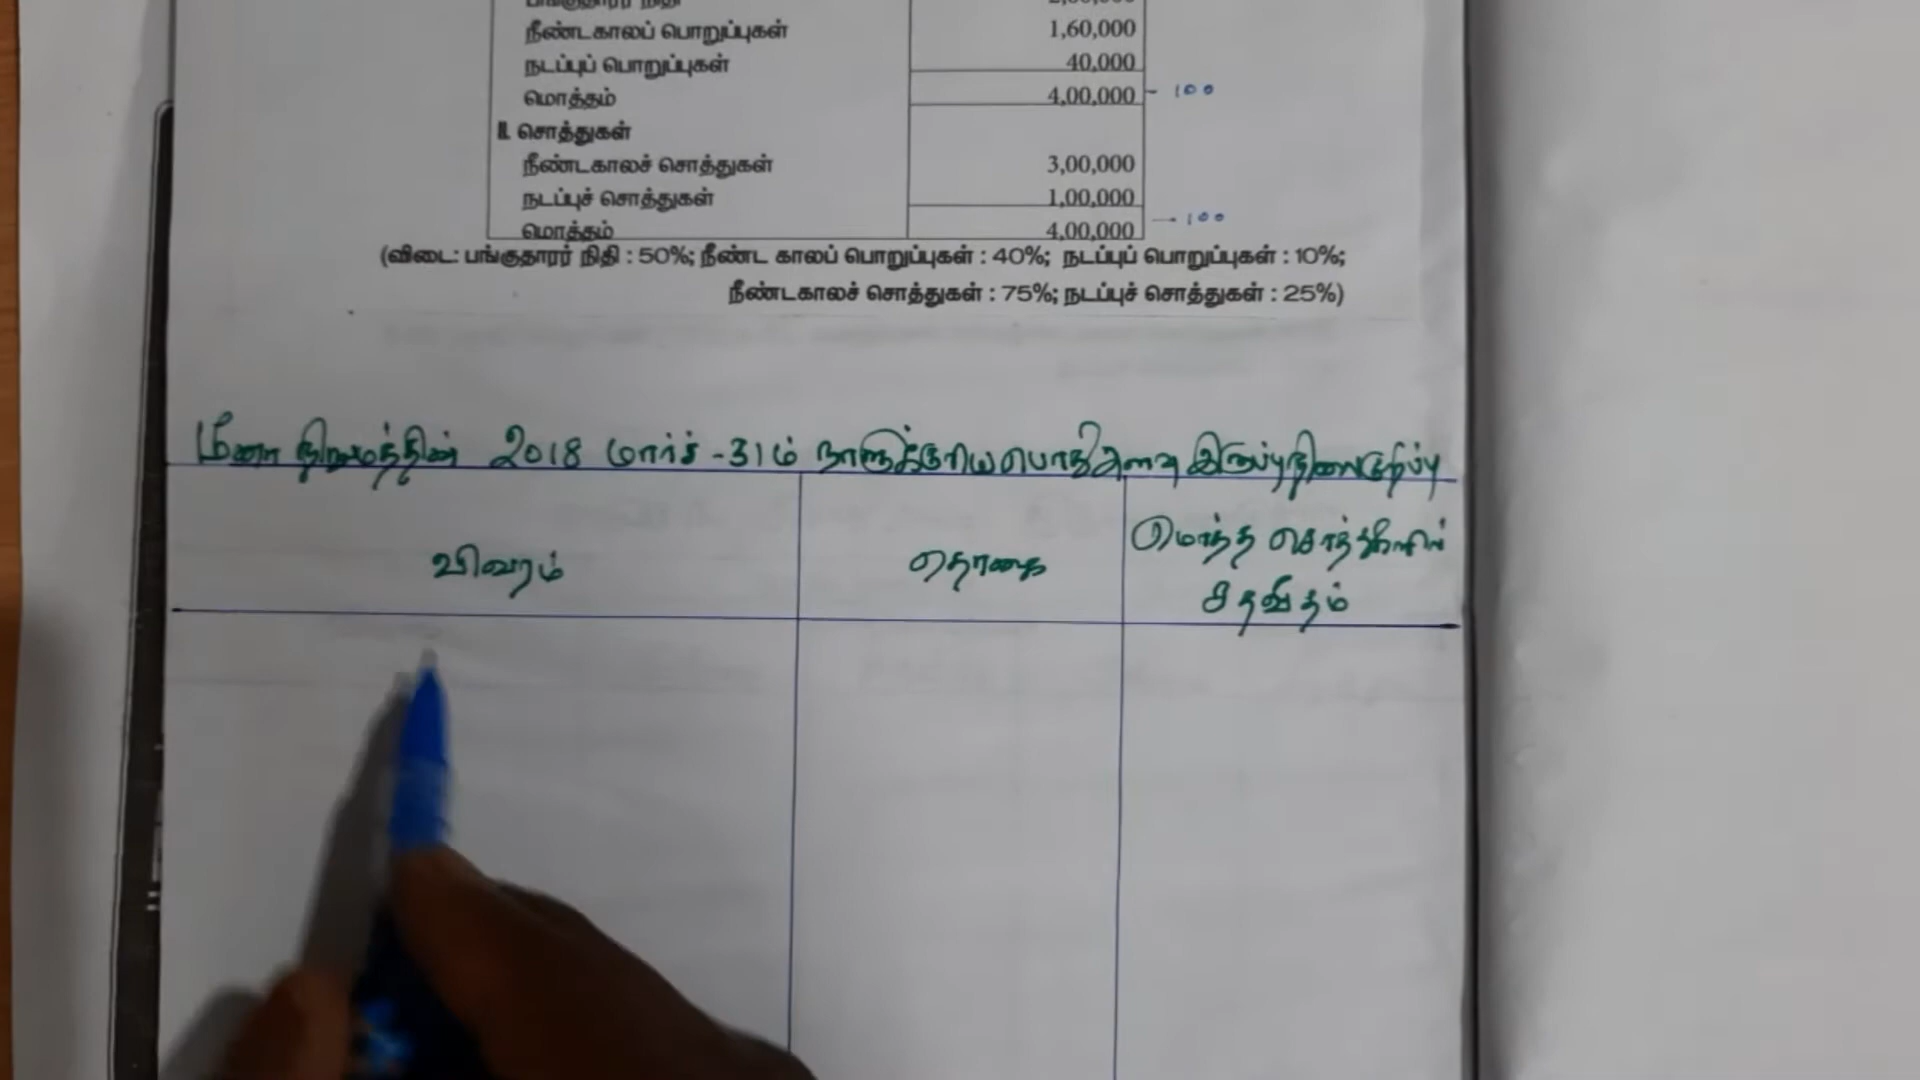 பங்குதாரர் நிதி
நீண்டகாலப் பொறுப்புகள் 1,60,000
நடப்புப் பொறுப்புகள் 40,000
மொத்தம் 4,00,000 - 100
II. சொத்துகள்
நீண்டகாலச் சொத்துகள் 3,00,000
நடப்புச் சொத்துகள் 1,00,000
மொத்தம் 4,00,000 - 100
(விடை: பங்குதாரர் நிதி : 50%; நீண்ட காலப் பொறுப்புகள் : 40%; நடப்புப் பொறுப்புகள் : 10%;
நீண்டகாலச் சொத்துகள் : 75%; நடப்புச் சொத்துகள் : 25%)
மீனா நிறுமத்தின் 2018 மார்ச் -31ம் நாளுக்குரிய பொது அளவு இருப்புநிலை குறிப்பு
விவரம் தொகை மொத்த சொத்துகளில்
சதவீதம்